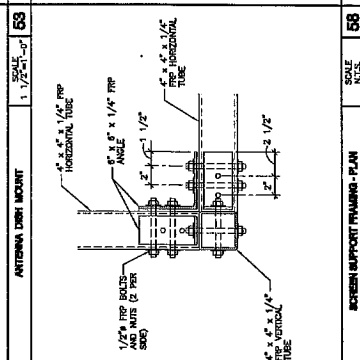 ANTENNA DISH MOUNT
SCALE
1 1/2"=1'-0"
53
4" x 4" x 1/4" FRP
HORIZONTAL TUBE
6" x 6" x 1/4" FRP
ANGLE
4" x 4" x 1/4"
FRP HORIZONTAL
TUBE
2"
1 1/2"
2"
2 1/2"
1/2"ø FRP BOLTS
AND NUTS (2 PER
SIDE)
4" x 4" x 1/4"
FRP VERTICAL
TUBE
SCREEN SUPPORT FRAMING - PLAN
SCALE
N.T.S.
58